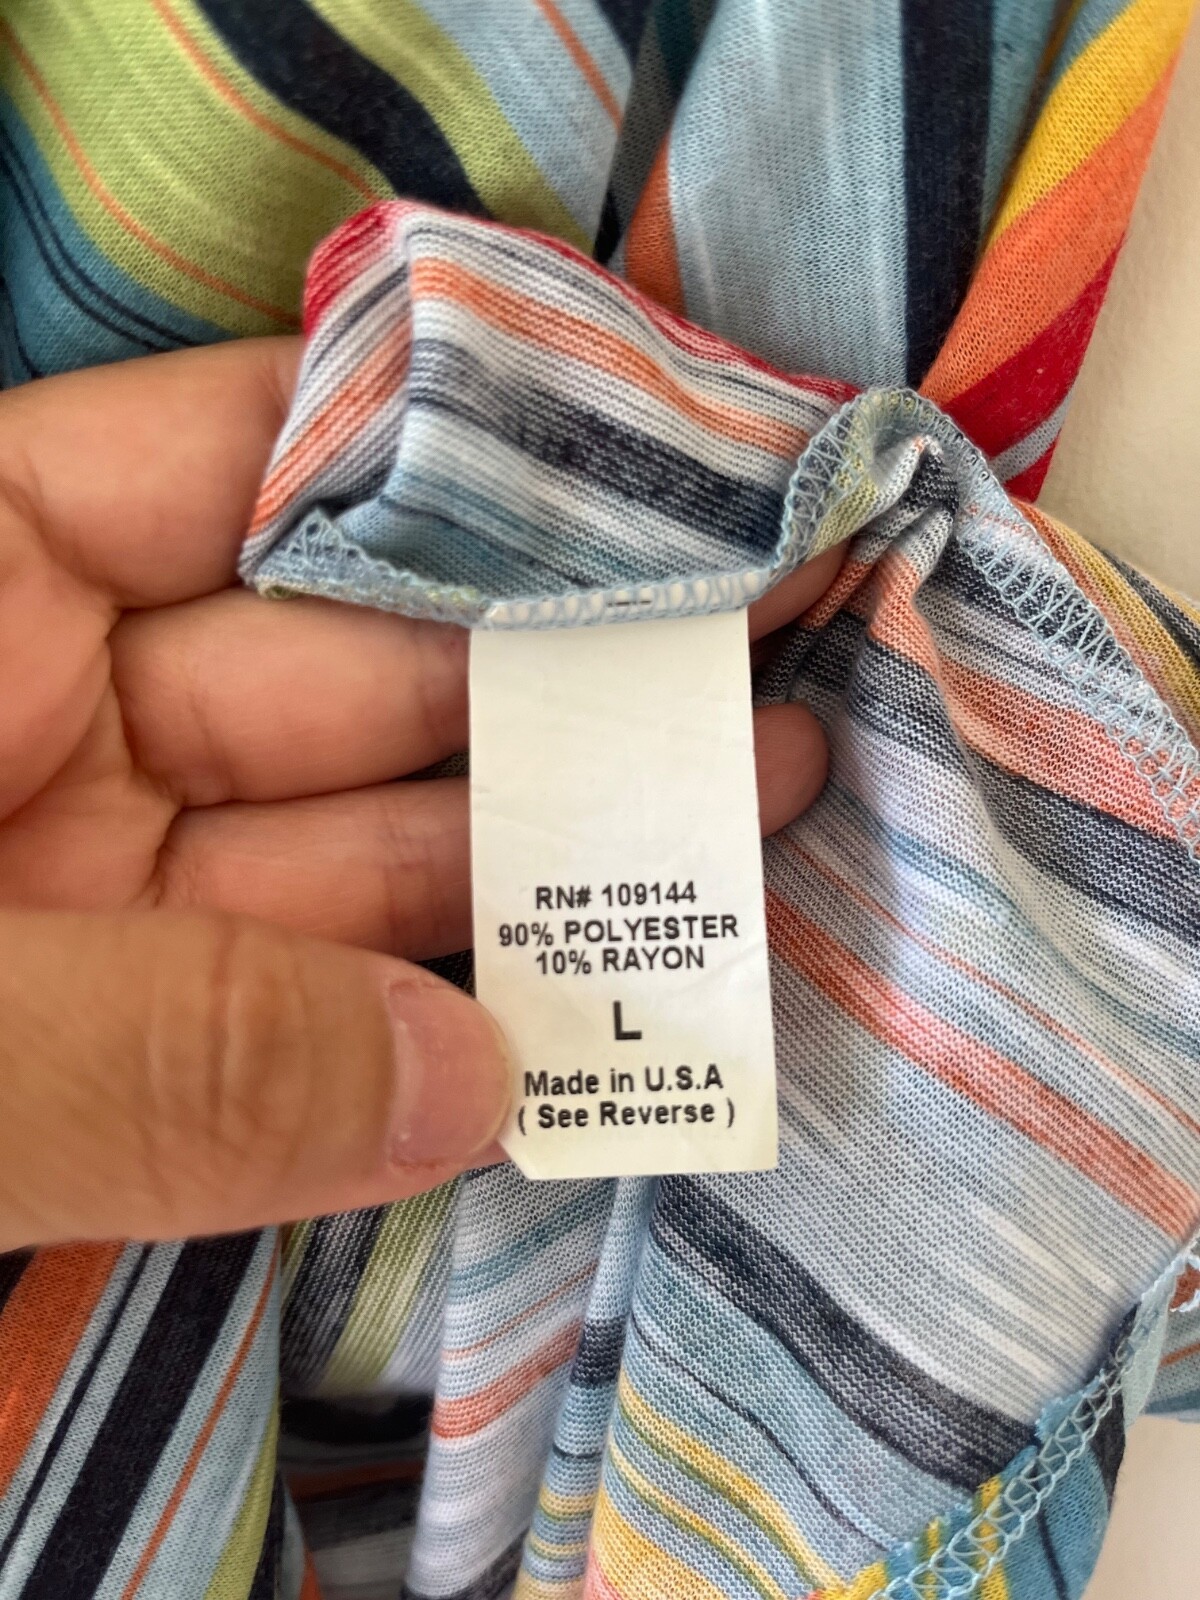 RN# 109144
90% POLYESTER
10% RAYON
L
Made in U.S.A
( See Reverse )